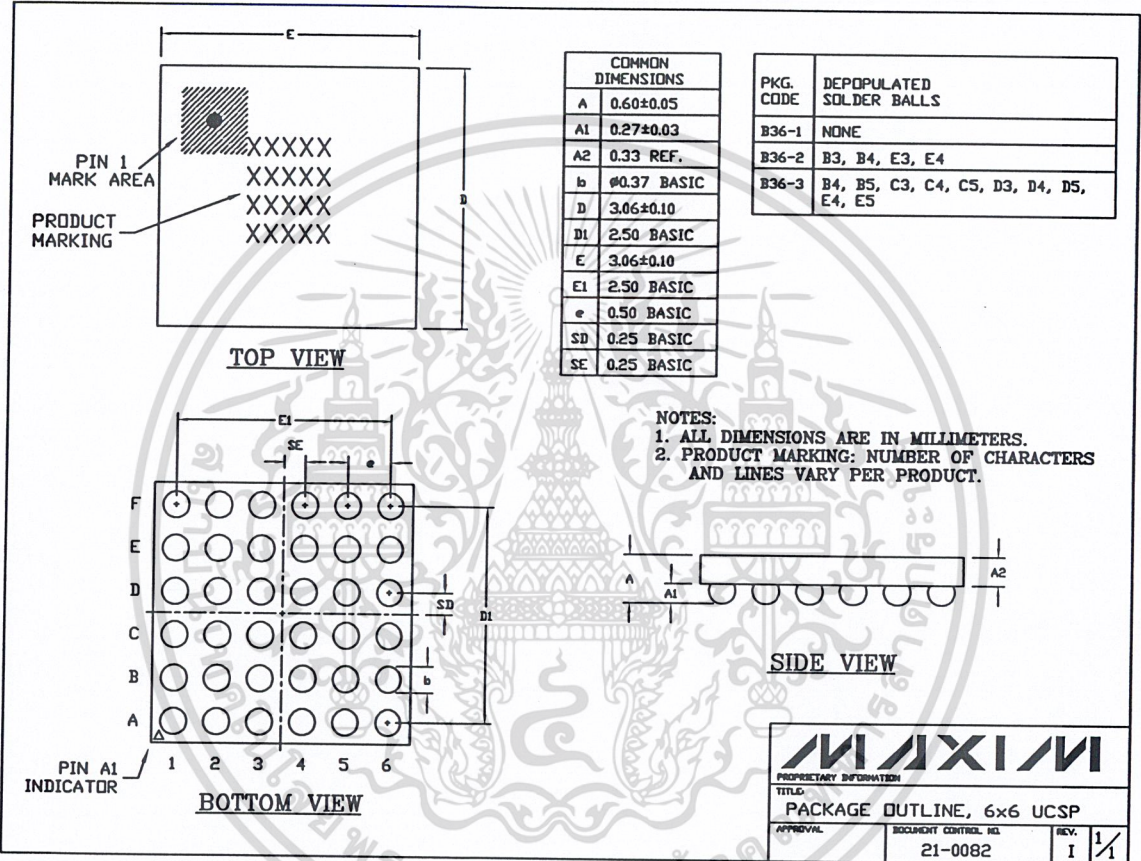 E
PIN 1
MARK AREA
PRODUCT
MARKING
XXXXX
XXXXX
XXXXX
XXXXX
D
TOP VIEW
COMMON
DIMENSIONS
A 0.60±0.05
A1 0.27±0.03
A2 0.33 REF.
b ø0.37 BASIC
D 3.06±0.10
D1 2.50 BASIC
E 3.06±0.10
E1 2.50 BASIC
e 0.50 BASIC
SD 0.25 BASIC
SE 0.25 BASIC
PKG. CODE DEPOPULATED SOLDER BALLS
B36-1 NONE
B36-2 B3, B4, E3, E4
B36-3 B4, B5, C3, C4, C5, D3, D4, D5,
E4, E5
NOTES:
1. ALL DIMENSIONS ARE IN MILLIMETERS.
2. PRODUCT MARKING: NUMBER OF CHARACTERS
AND LINES VARY PER PRODUCT.
E1
SE
e
F
E
D
C
B
A
SD
D1
b
1 2 3 4 5 6
PIN A1
INDICATOR
BOTTOM VIEW
A
A1
A2
SIDE VIEW
MAXIM
PROPRIETARY INFORMATION
TITLE:
PACKAGE OUTLINE, 6x6 UCSP
APPROVAL
DOCUMENT CONTROL NO.
21-0082
REV.
I
1/1